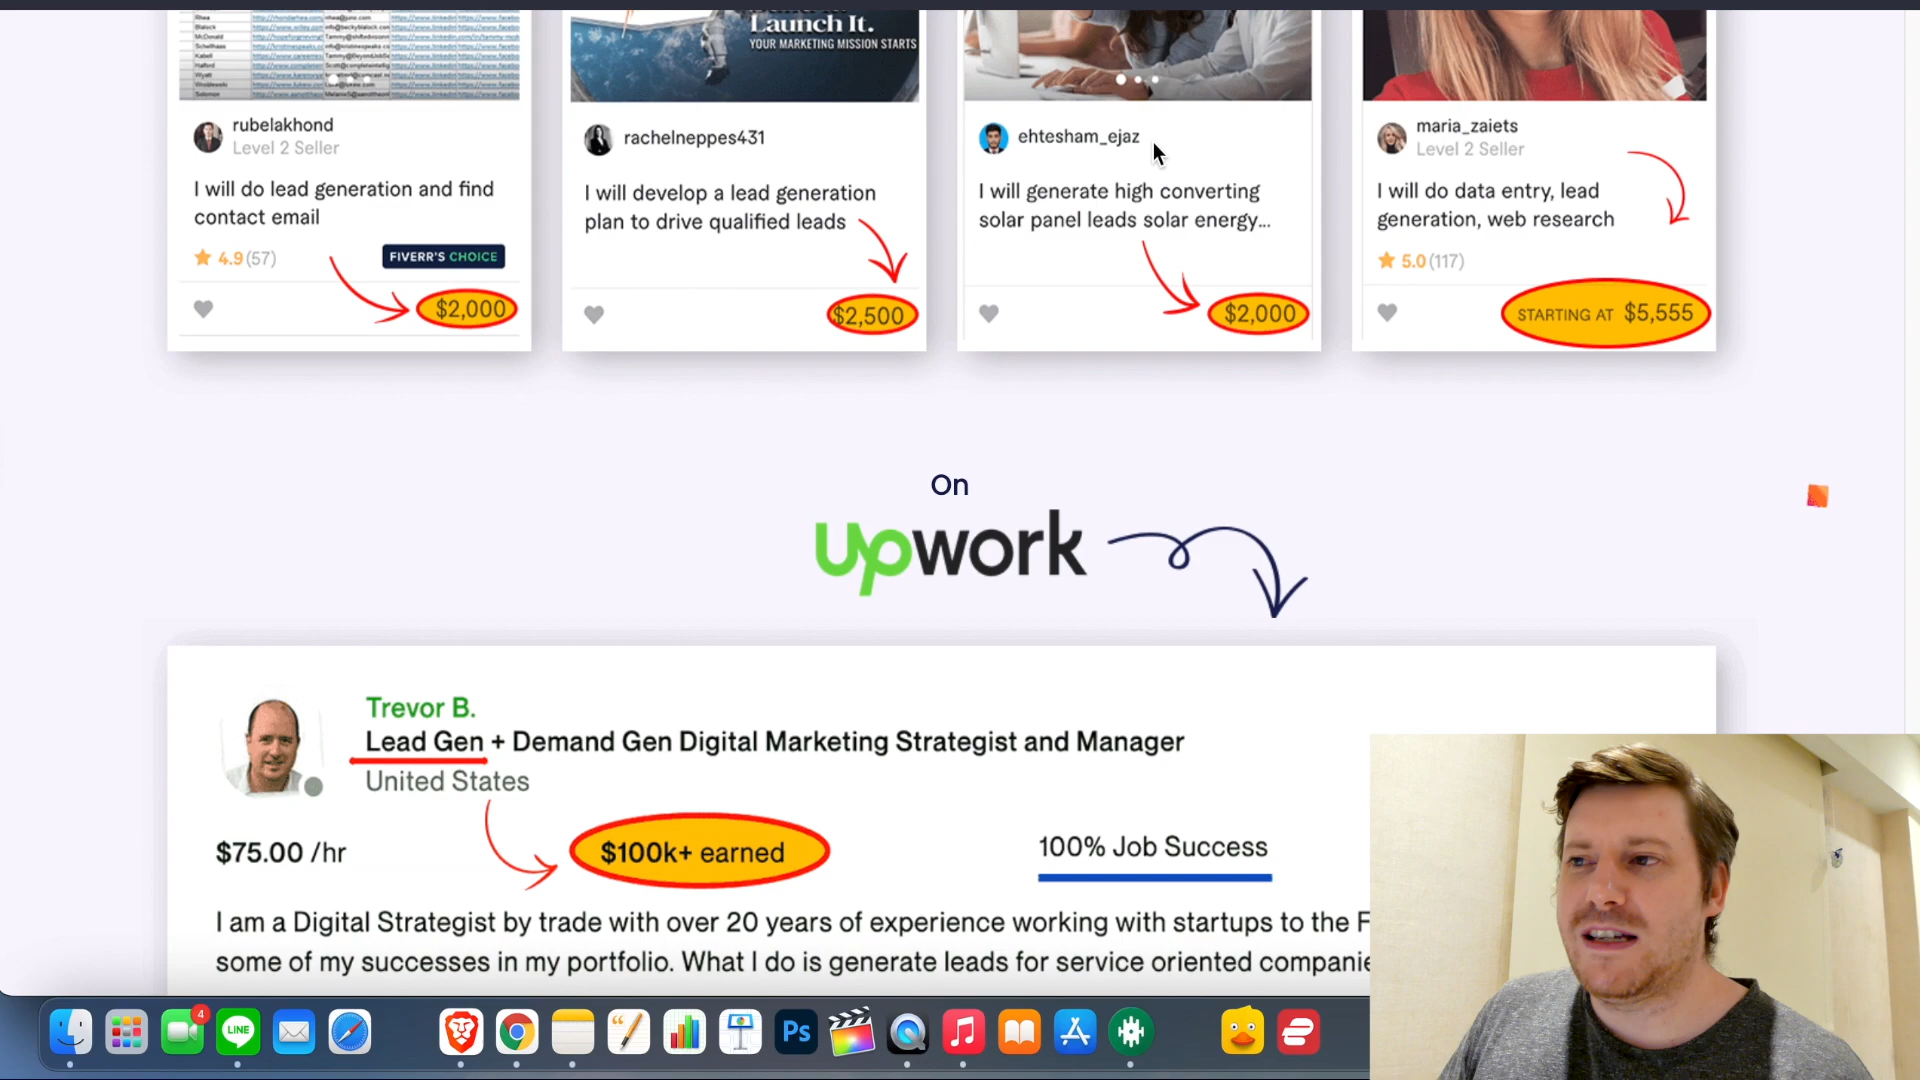 Launch It.
YOUR MARKETING MISSION STARTS
rubelakhond
Level 2 Seller
I will do lead generation and find
contact email
4.9 (57)
FIVERR'S CHOICE
$2,000
rachelneppes431
I will develop a lead generation
plan to drive qualified leads
$2,500
ehtesham_ejaz
I will generate high converting
solar panel leads solar energy...
$2,000
maria_zaiets
Level 2 Seller
I will do data entry, lead
generation, web research
5.0 (117)
STARTING AT $5,555
On
upwork
Trevor B.
Lead Gen + Demand Gen Digital Marketing Strategist and Manager
United States
$75.00 /hr
$100k+ earned
100% Job Success
I am a Digital Strategist by trade with over 20 years of experience working with startups to the F
some of my successes in my portfolio. What I do is generate leads for service oriented companie
4
LINE
Ps